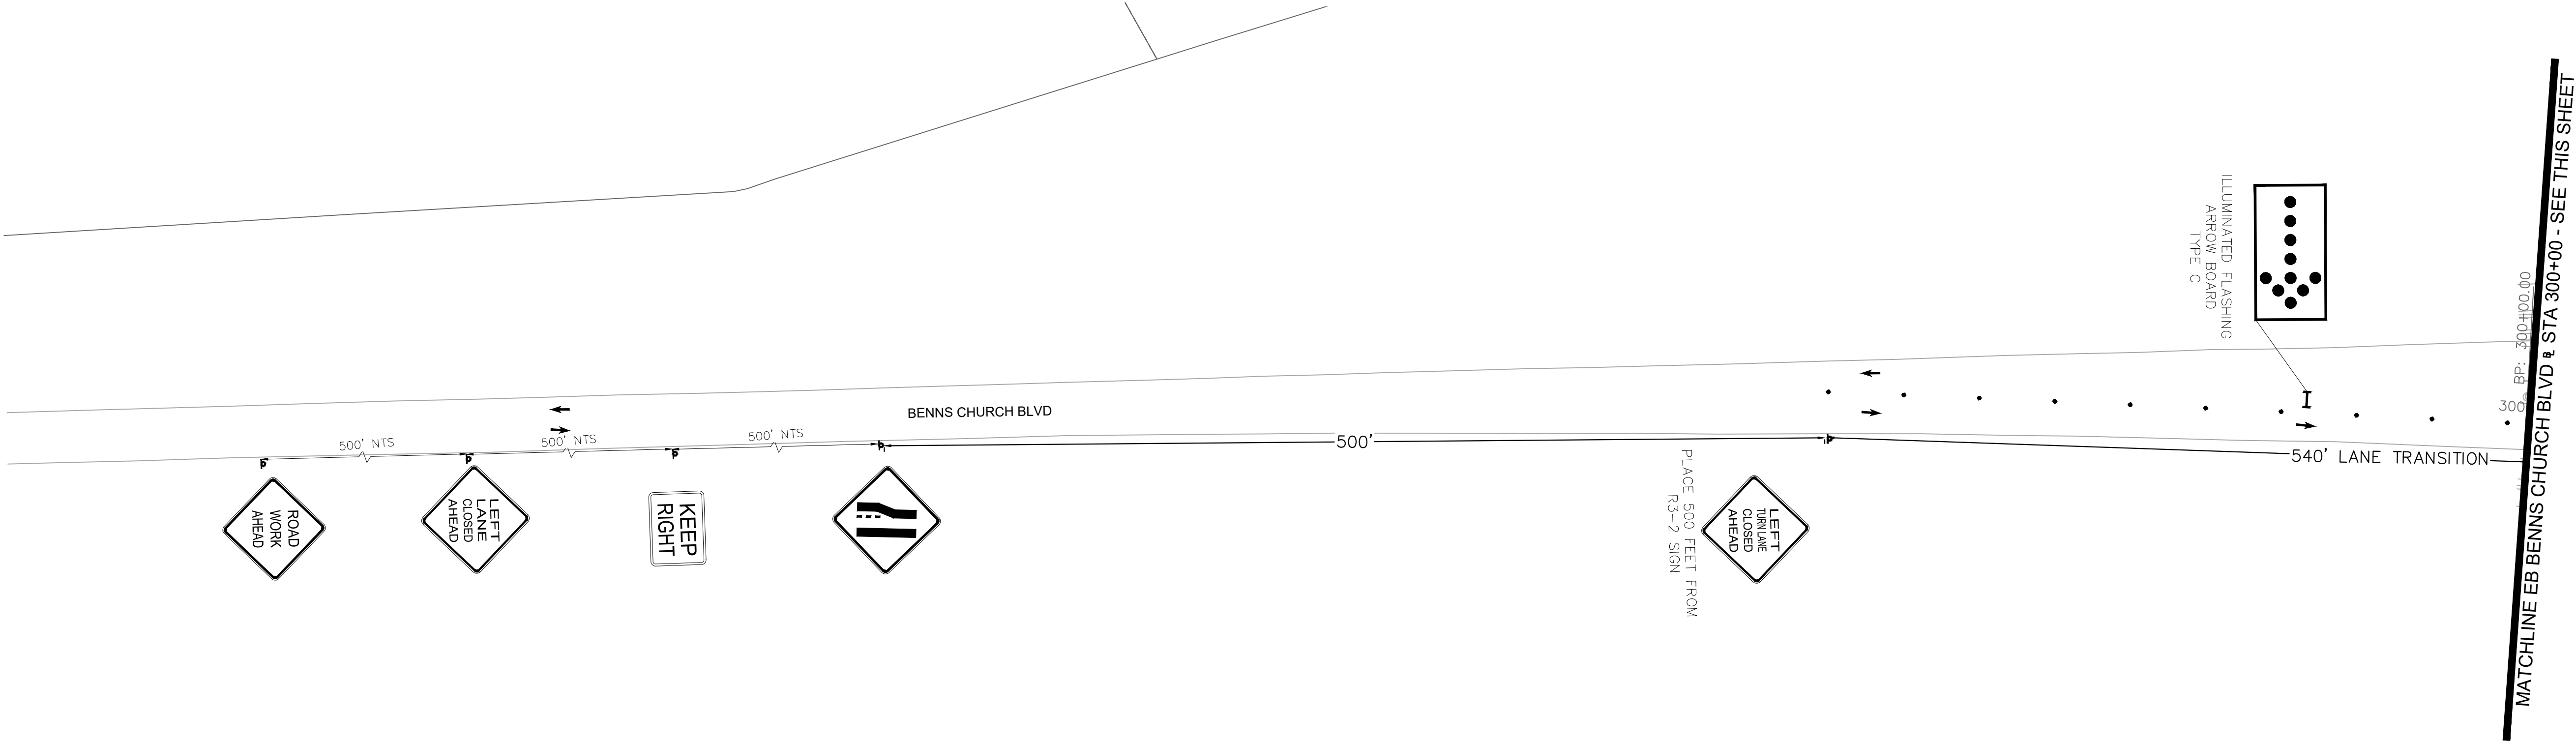 500' NTS
500' NTS
500' NTS
BENNS CHURCH BLVD
500'
540' LANE TRANSITION
ROAD
WORK
AHEAD
LEFT
LANE
CLOSED
AHEAD
KEEP
RIGHT
PLACE 500 FEET FROM
R3-2 SIGN
LEFT
TURN LANE
CLOSED
AHEAD
ILLUMINATED FLASHING
ARROW BOARD
TYPE C
BP: 300+00.00
300
MATCHLINE EB BENNS CHURCH BLVD BL STA 300+00 - SEE THIS SHEET